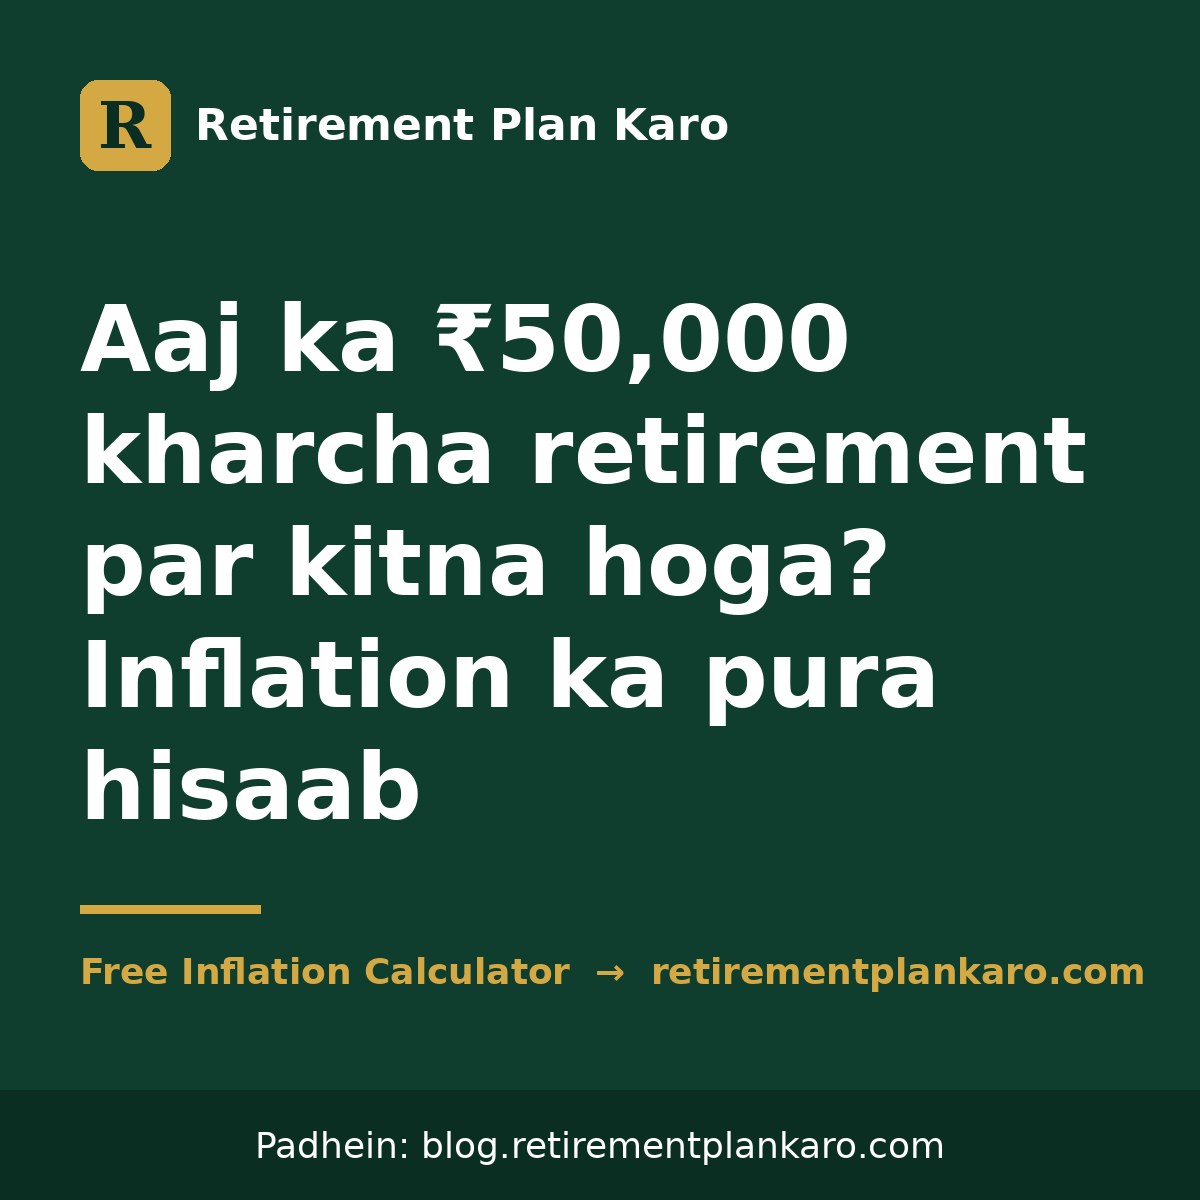 R
Retirement Plan Karo
Aaj ka ₹50,000
kharcha retirement
par kitna hoga?
Inflation ka pura
hisaab
Free Inflation Calculator → retirementplankaro.com
Padhein: blog.retirementplankaro.com